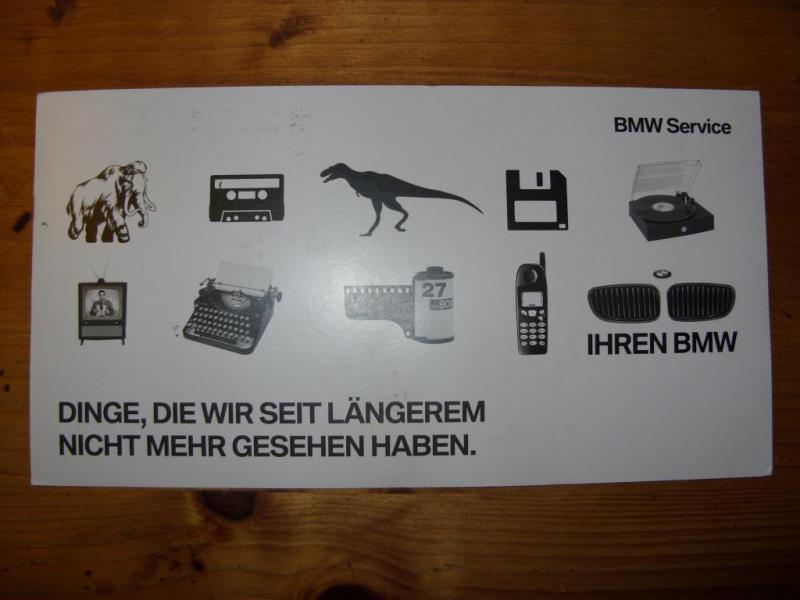 BMW Service
27
IHREN BMW
DINGE, DIE WIR SEIT LÄNGEREM
NICHT MEHR GESEHEN HABEN.